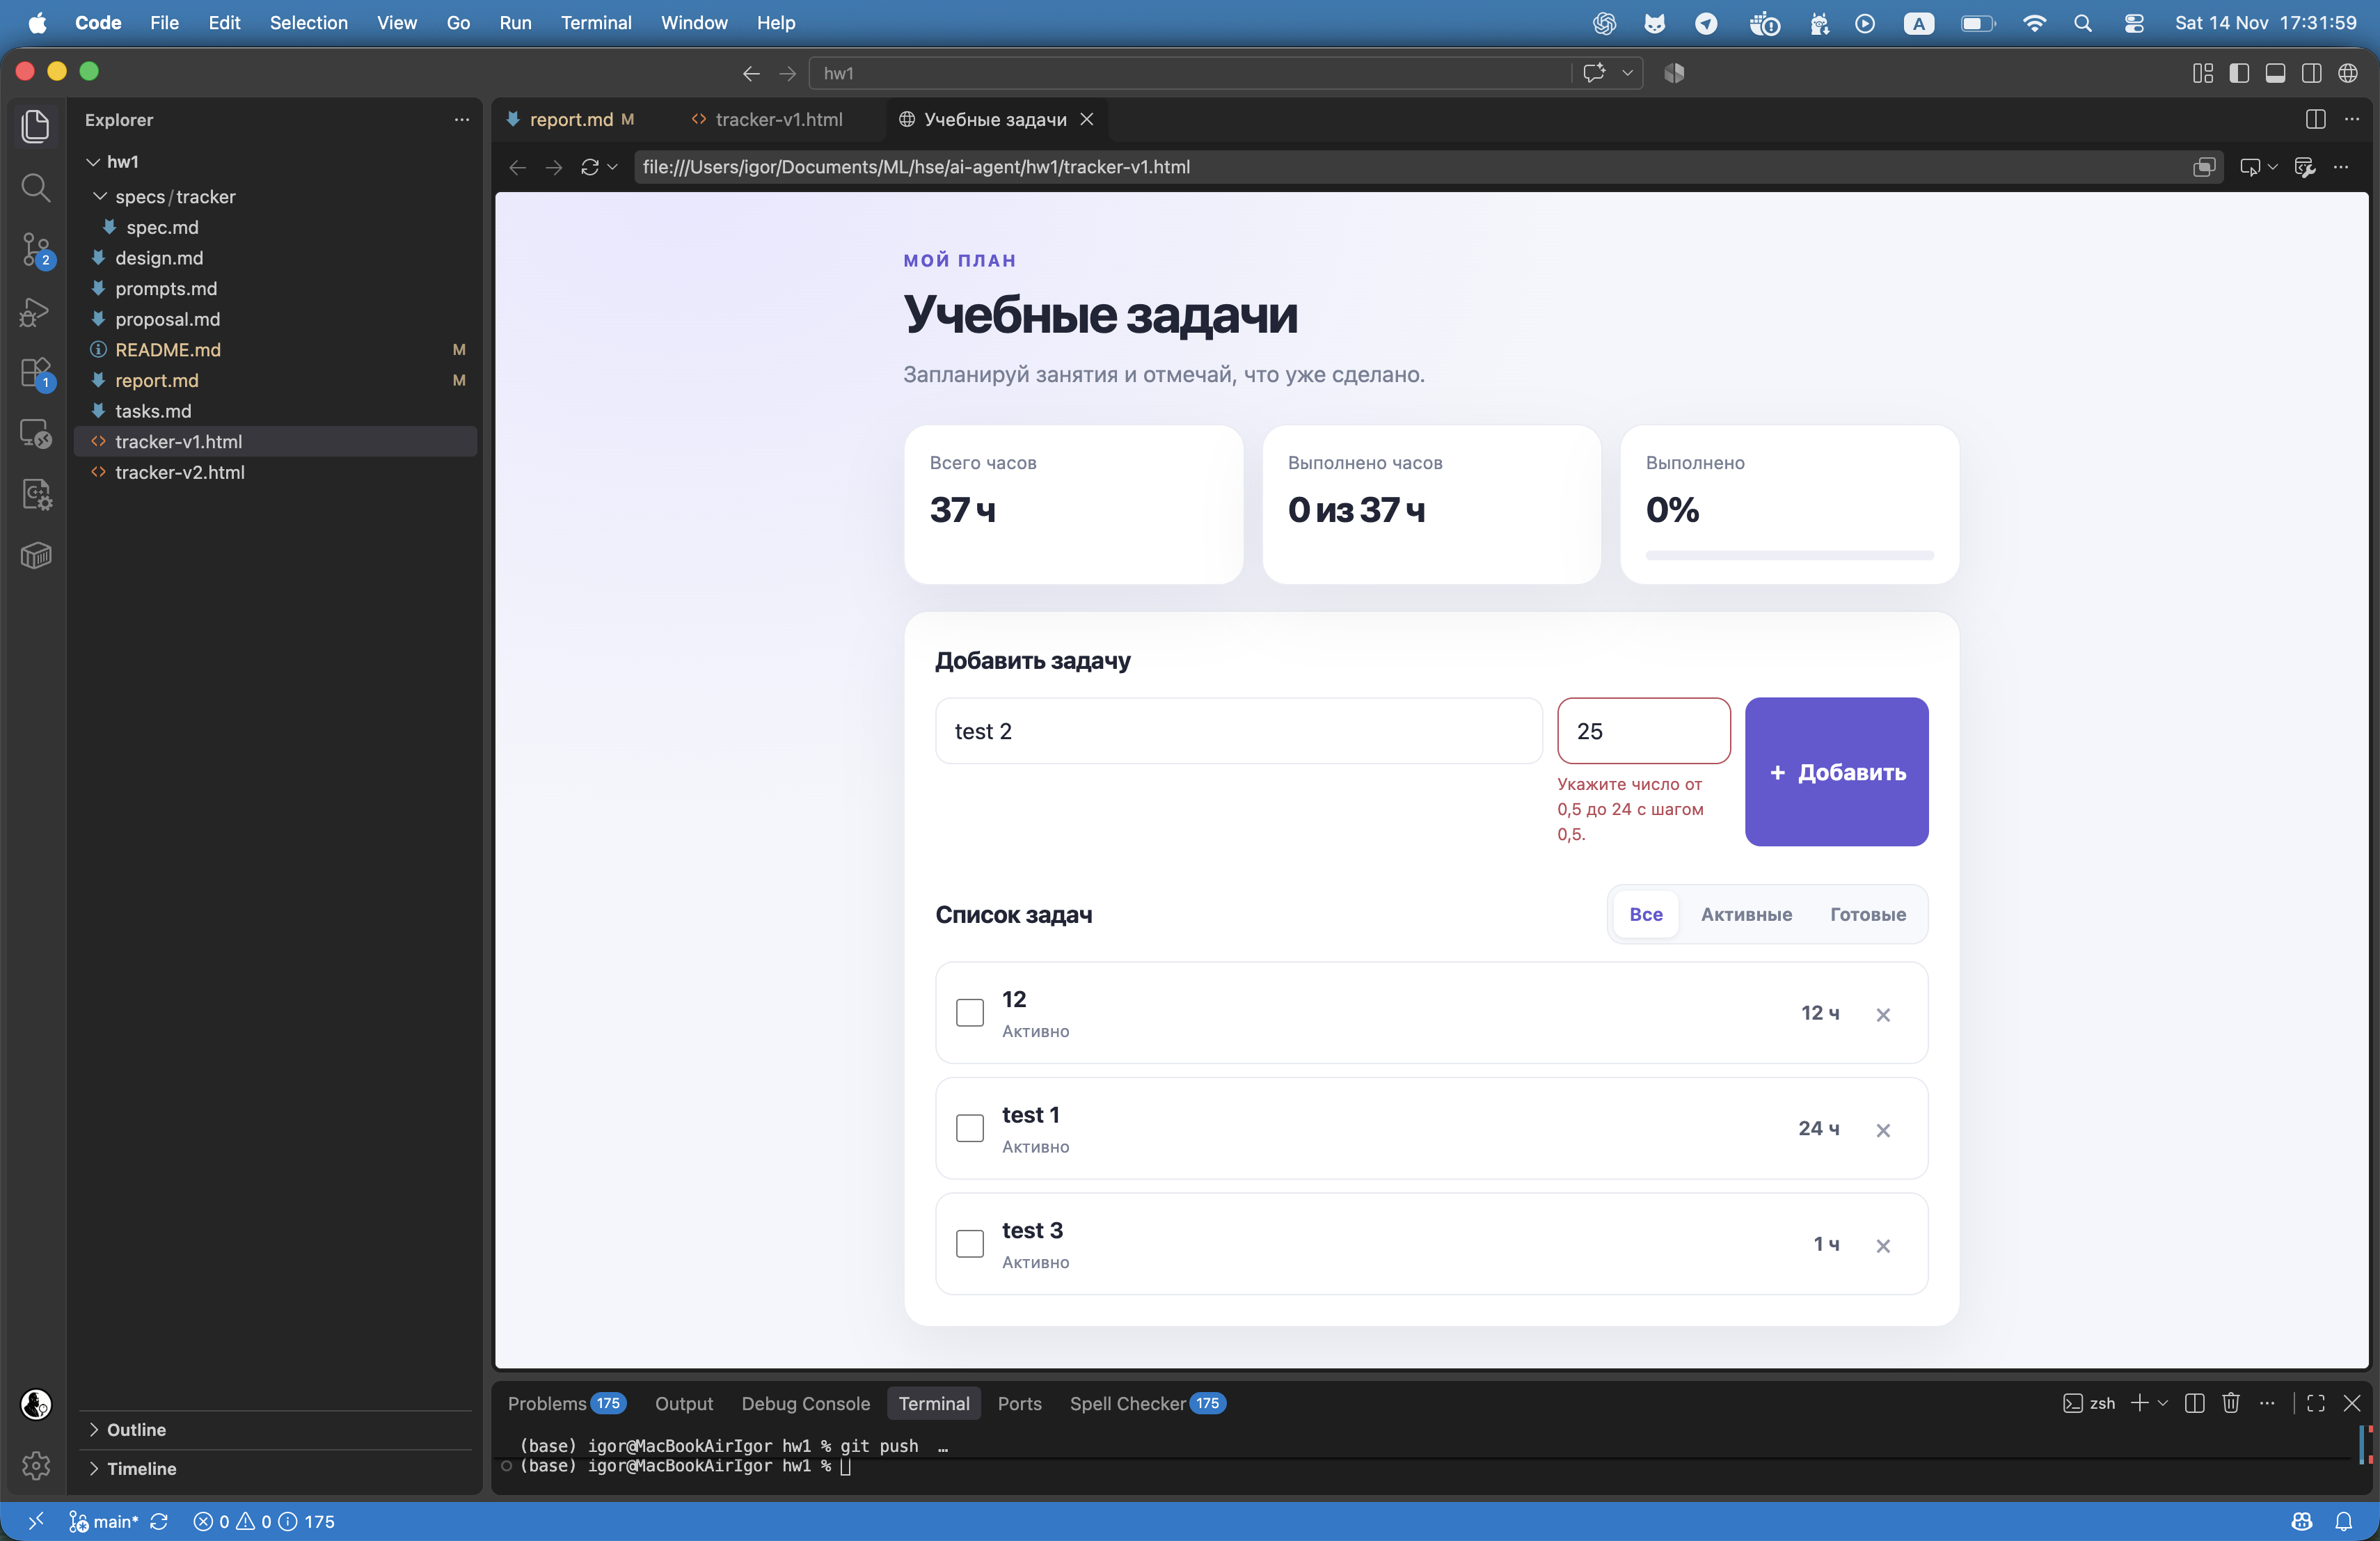 Code File Edit Selection View Go Run Terminal Window Help A Sat 14 Nov 17:31:59
hw1
Explorer
hw1
specs/tracker
spec.md
design.md
prompts.md
proposal.md
README.md M
report.md M
tasks.md
tracker-v1.html
tracker-v2.html
2
1
Outline
Timeline
report.md M tracker-v1.html Учебные задачи
file:///Users/igor/Documents/ML/hse/ai-agent/hw1/tracker-v1.html
МОЙ ПЛАН
Учебные задачи
Запланируй занятия и отмечай, что уже сделано.
Всего часов
37 ч
Выполнено часов
0 из 37 ч
Выполнено
0%
Добавить задачу
test 2
25
Укажите число от
0,5 до 24 с шагом
0,5.
+ Добавить
Список задач
Все Активные Готовые
12
Активно
12 ч
test 1
Активно
24 ч
test 3
Активно
1 ч
Problems 175 Output Debug Console Terminal Ports Spell Checker 175 zsh
(base) igor@MacBookAirIgor hw1 % git push …
(base) igor@MacBookAirIgor hw1 %
main* 0 0 175